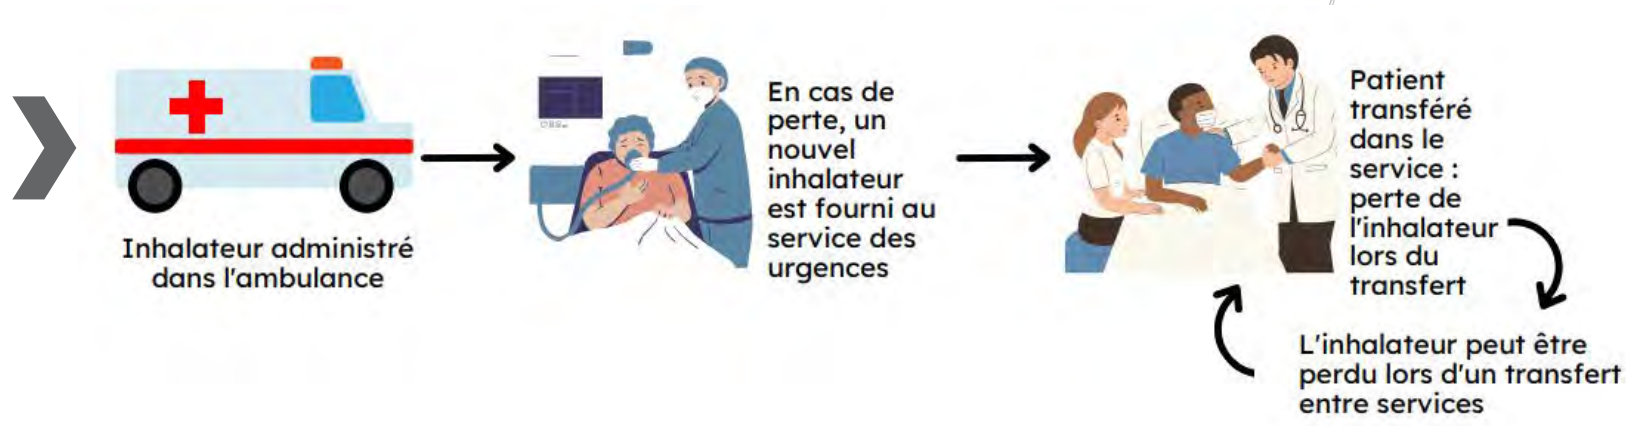 Inhalateur administré
dans l'ambulance
En cas de
perte, un
nouvel
inhalateur
est fourni au
service des
urgences
Patient
transféré
dans le
service :
perte de
l'inhalateur
lors du
transfert
L'inhalateur peut être
perdu lors d'un transfert
entre services